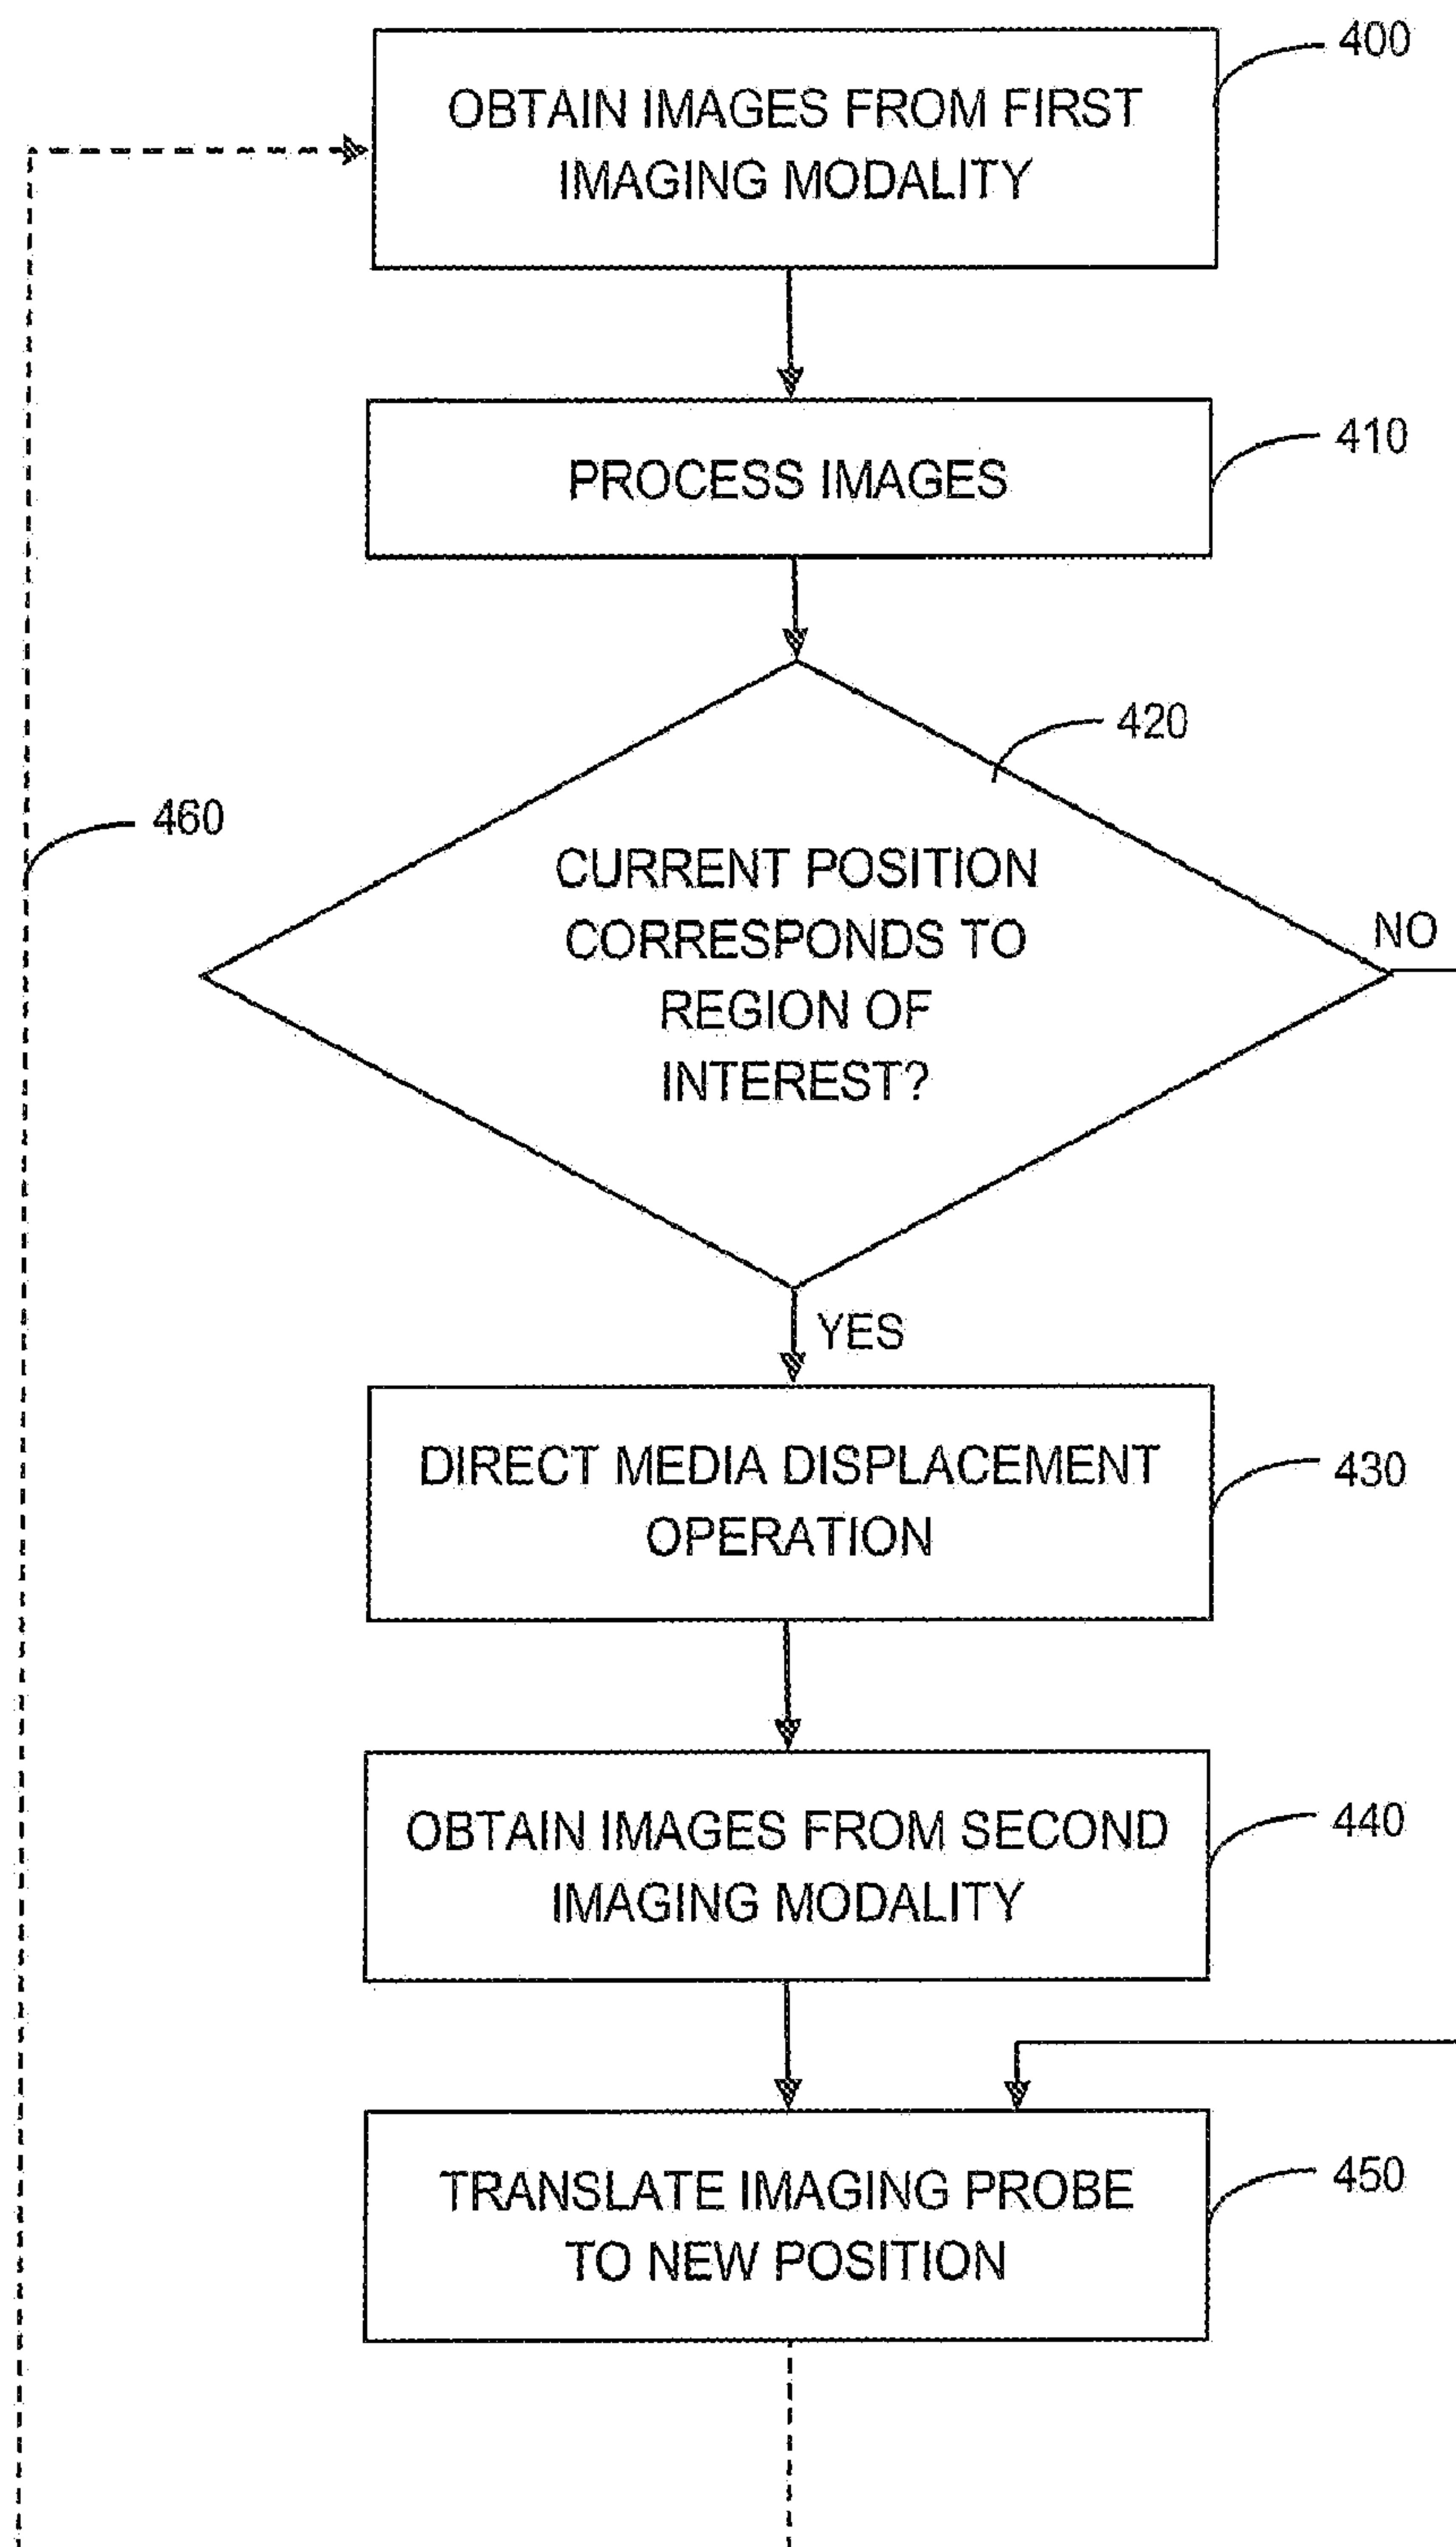 400
OBTAIN IMAGES FROM FIRST
IMAGING MODALITY
410
PROCESS IMAGES
420
460
CURRENT POSITION
CORRESPONDS TO
REGION OF
INTEREST?
NO
YES
DIRECT MEDIA DISPLACEMENT
OPERATION
430
OBTAIN IMAGES FROM SECOND
IMAGING MODALITY
440
TRANSLATE IMAGING PROBE
TO NEW POSITION
450